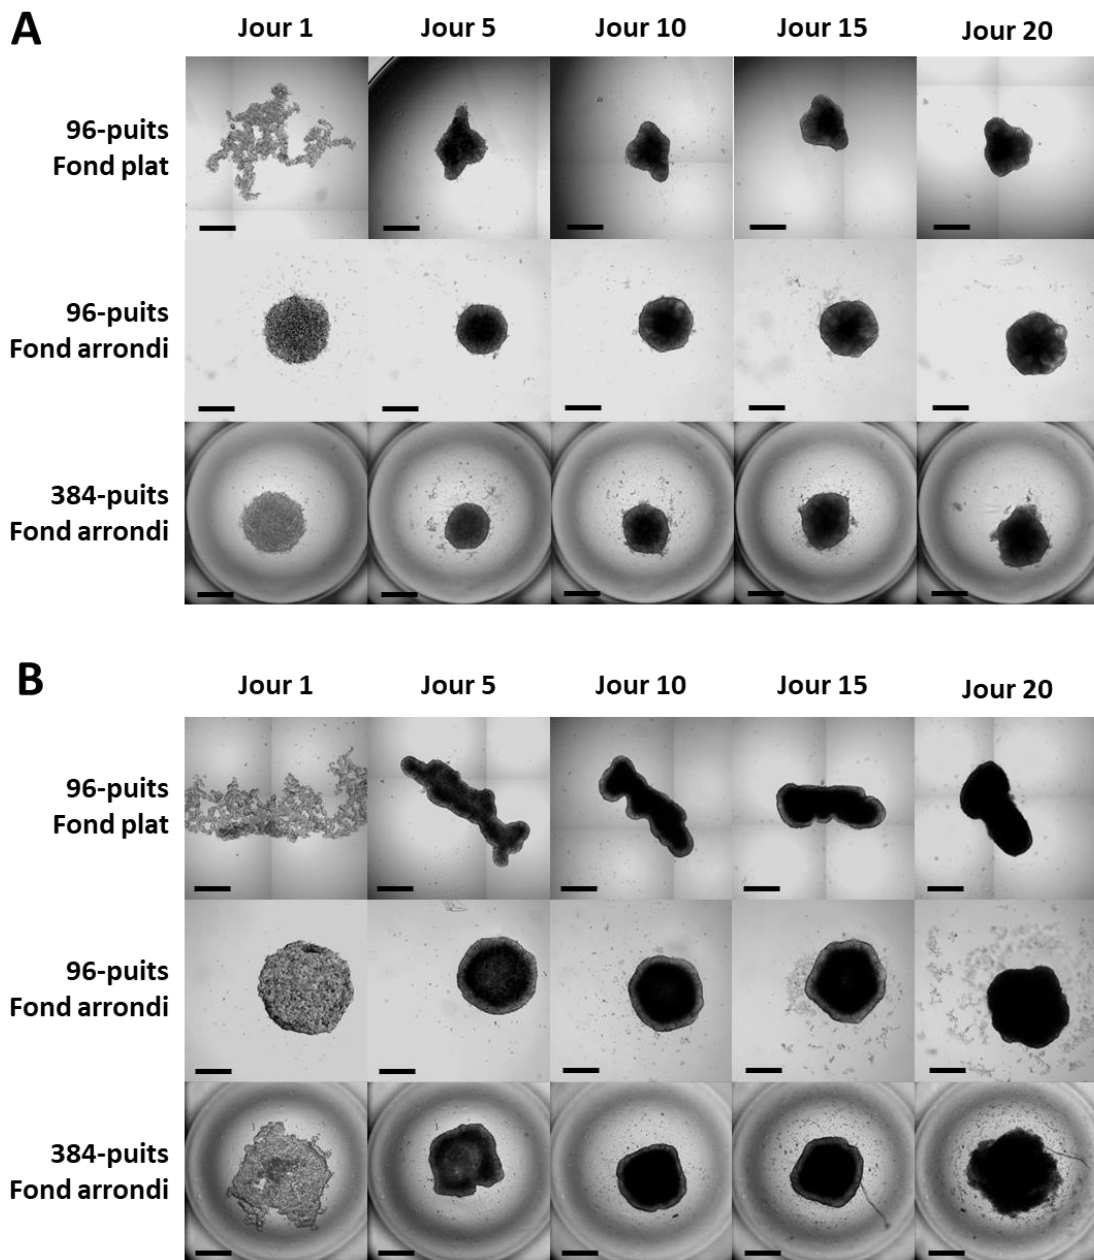 A
Jour 1 Jour 5 Jour 10 Jour 15 Jour 20
96-puits
Fond plat
96-puits
Fond arrondi
384-puits
Fond arrondi
B
Jour 1 Jour 5 Jour 10 Jour 15 Jour 20
96-puits
Fond plat
96-puits
Fond arrondi
384-puits
Fond arrondi